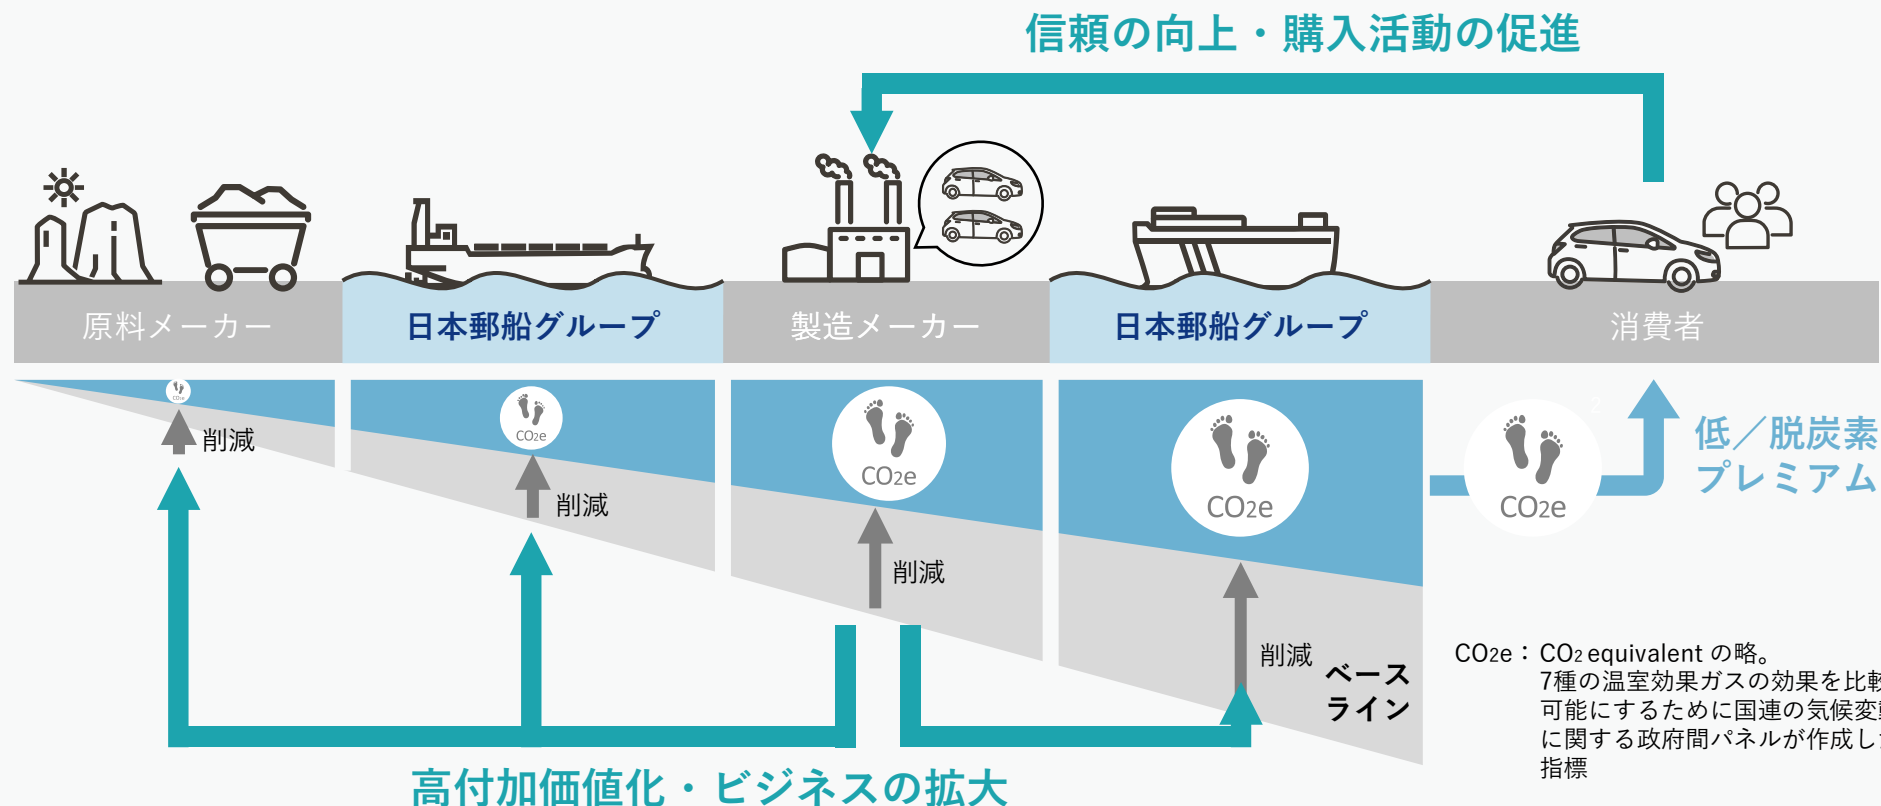 信頼の向上・購入活動の促進
原料メーカー
日本郵船グループ
製造メーカー
日本郵船グループ
消費者
CO2e
削減
CO2e
削減
CO2e
削減
CO2e
削減
CO2e
低／脱炭素
プレミアム
ベース
ライン
CO2e：CO2 equivalent の略。
7種の温室効果ガスの効果を比較
可能にするために国連の気候変
に関する政府間パネルが作成し
指標
高付加価値化・ビジネスの拡大